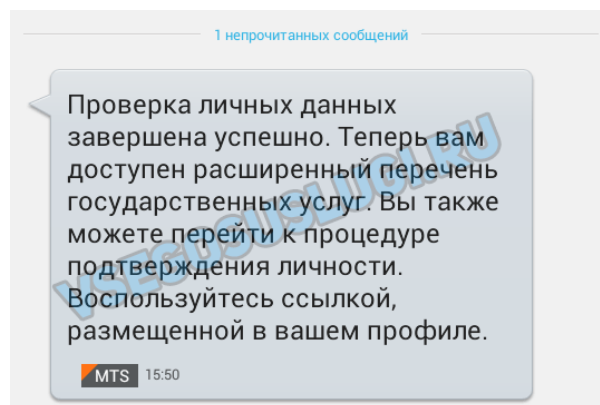 1 непрочитанных сообщений
Проверка личных данных
завершена успешно. Теперь вам
доступен расширенный перечень
государственных услуг. Вы также
можете перейти к процедуре
подтверждения личности.
Воспользуйтесь ссылкой,
размещенной в вашем профиле.
MTS 15:50
VSEGOSUSLUGI.RU